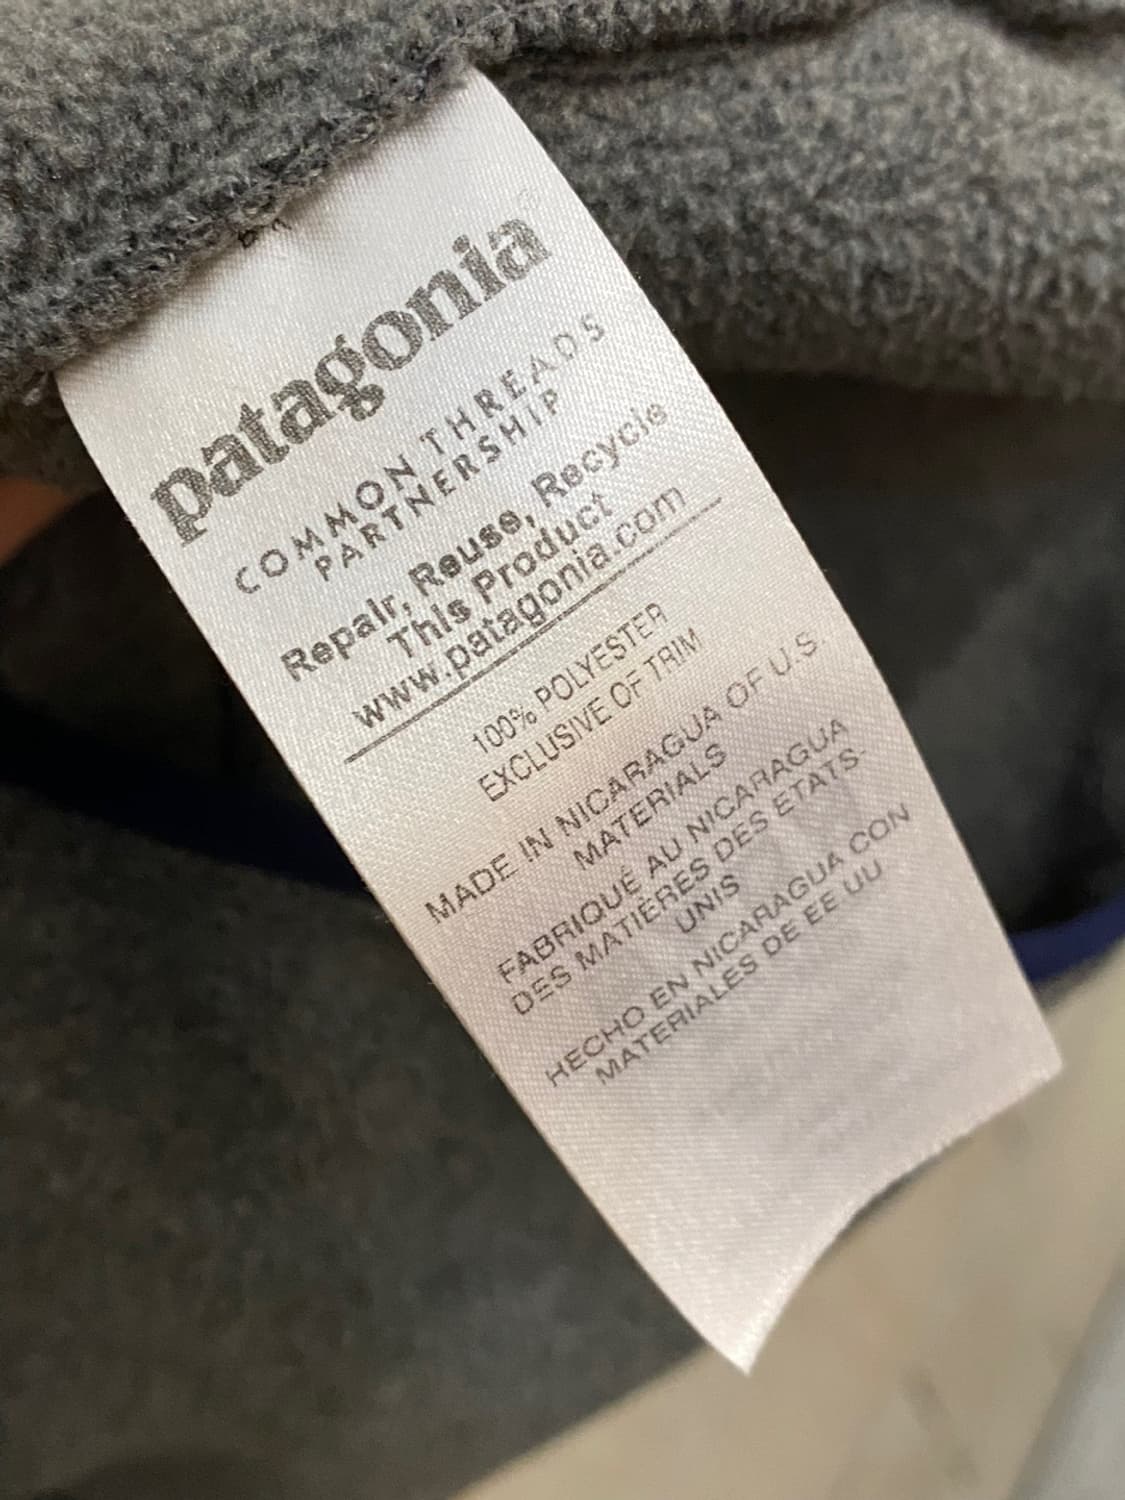 patagonia®
COMMON THREADS
PARTNERSHIP
Repair, Reuse, Recycle
This Product
www.patagonia.com
100% POLYESTER
EXCLUSIVE OF TRIM
MADE IN NICARAGUA OF U.S.
MATERIALS
FABRIQUÉ AU NICARAGUA
DES MATIÈRES DES ETATS-
UNIS
HECHO EN NICARAGUA CON
MATERIALES DE EE UU